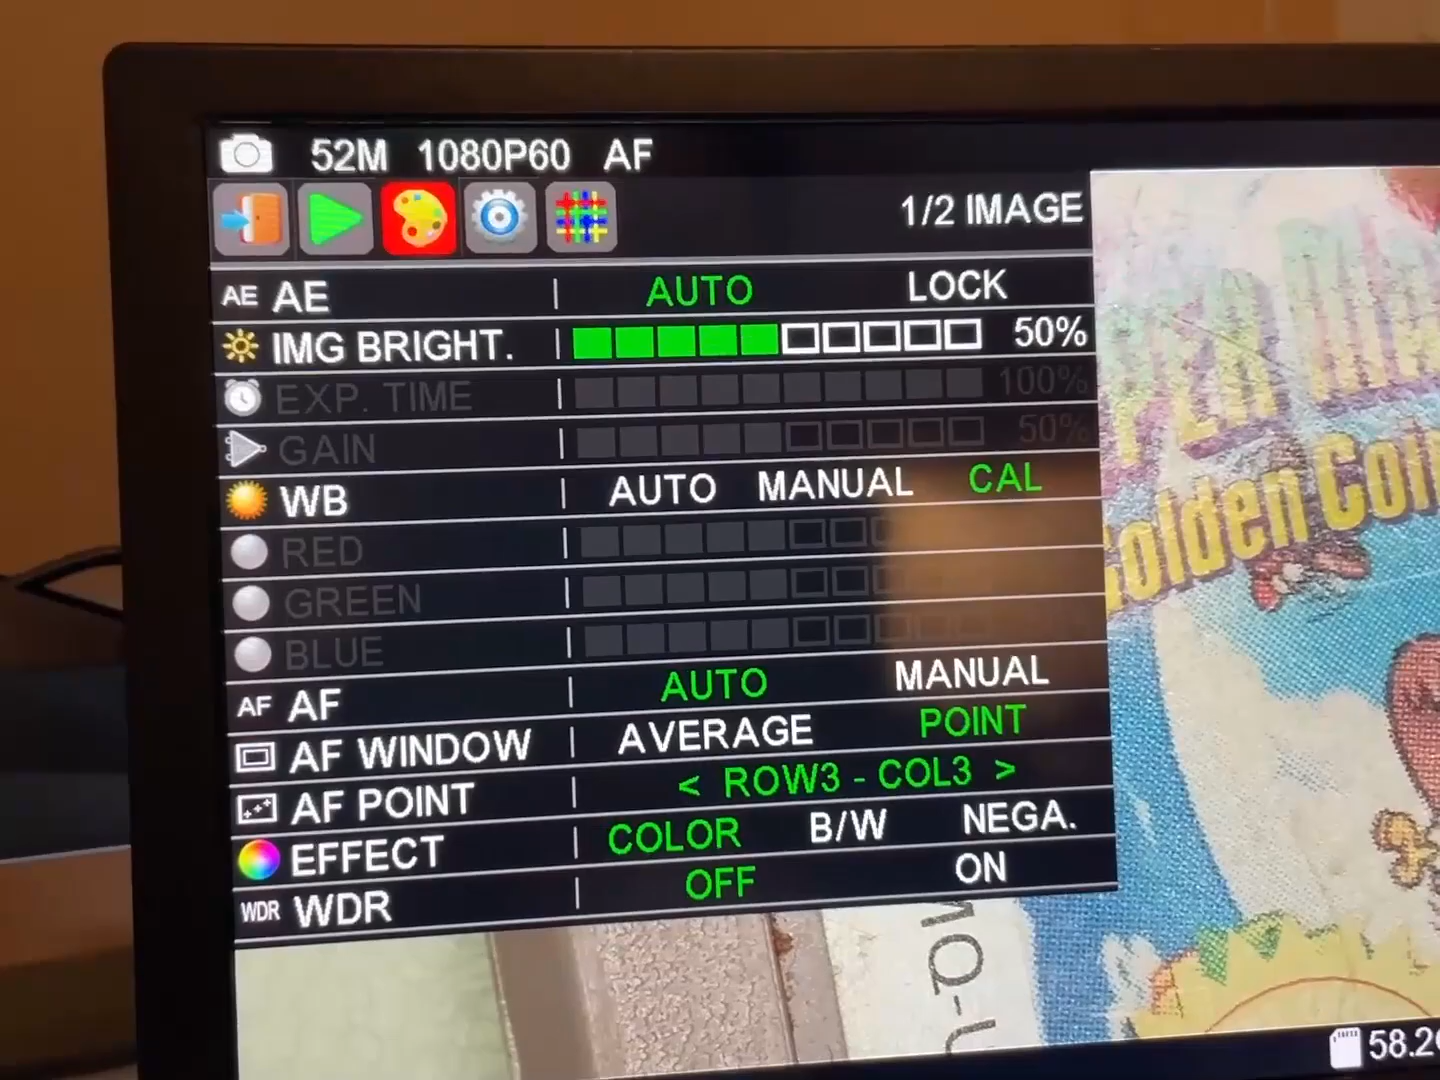 52M 1080P60 AF
1/2 IMAGE
AE AE | AUTO LOCK
IMG BRIGHT. | 50%
EXP. TIME | 100%
GAIN | 50%
WB | AUTO MANUAL CAL
RED |
GREEN |
BLUE |
AF AF | AUTO MANUAL
AF WINDOW | AVERAGE POINT
AF POINT | < ROW3 - COL3 >
EFFECT | COLOR B/W NEGA.
WDR WDR | OFF ON
Golden Coin
58.2